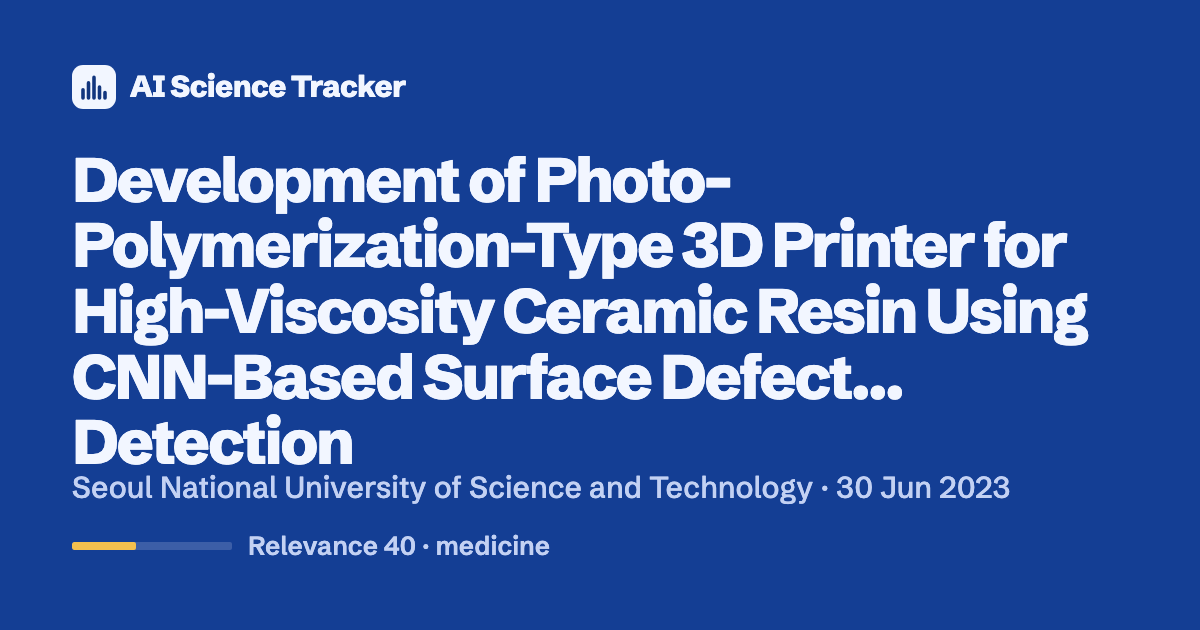 AI Science Tracker
Development of Photo-
Polymerization-Type 3D Printer for
High-Viscosity Ceramic Resin Using
CNN-Based Surface Defect...
Detection
Seoul National University of Science and Technology · 30 Jun 2023
Relevance 40 · medicine